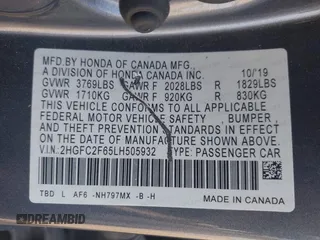 MFD.BY HONDA OF CANADA MFG.,
A DIVISION OF HONDA CANADA INC. 10/19
GVWR 3769LBS GAWR F 2028LBS R 1829LBS
GVWR 1710KG GAWR F 920KG R 830KG
THIS VEHICLE CONFORMS TO ALL APPLICABLE
FEDERAL MOTOR VEHICLE SAFETY, BUMPER,
AND THEFT PREVENTION STANDARDS IN EFFECT
ON THE DATE OF MANUFACTURE SHOWN ABOVE.
V.I.N:2HGFC2F65LH505932 TYPE: PASSENGER CAR
TBD L AF6 -NH797MX -B -H
MADE IN CANADA
DREAMBID